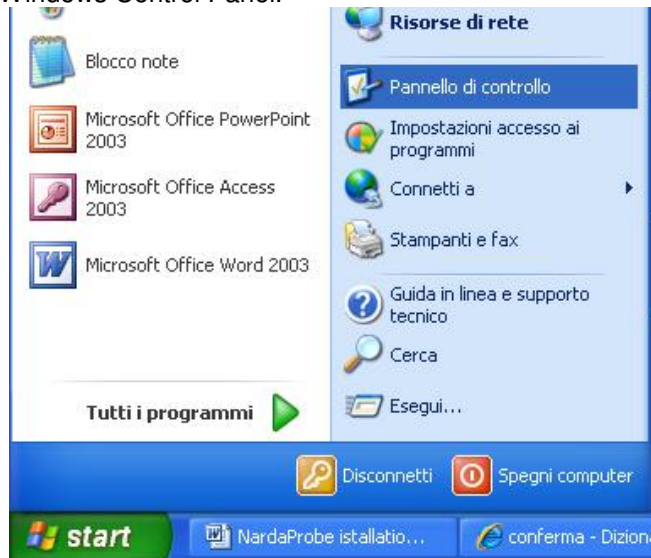 Windows Control Panel.
Blocco note
Microsoft Office PowerPoint
2003
Microsoft Office Access
2003
Microsoft Office Word 2003
Tutti i programmi
Risorse di rete
Pannello di controllo
Impostazioni accesso ai
programmi
Connetti a
Stampanti e fax
Guida in linea e supporto
tecnico
Cerca
Esegui...
Disconnetti
Spegni computer
start
NardaProbe istallatio...
conferma - Diziona